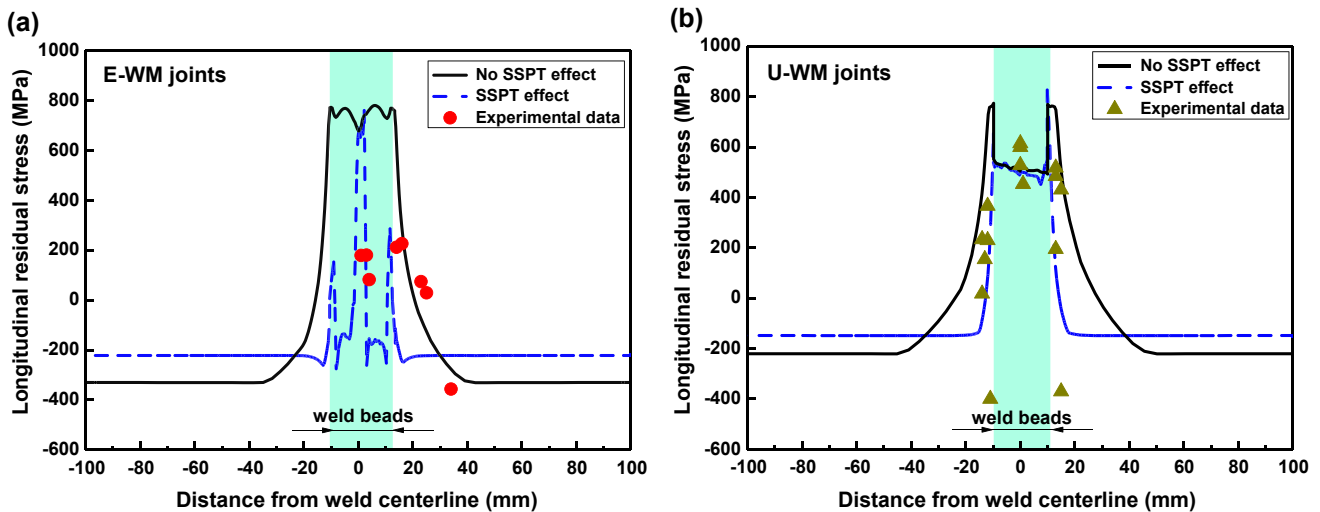 (a)
E-WM joints
No SSPT effect
SSPT effect
Experimental data
1000
800
600
400
200
0
-200
-400
-600
Longitudinal residual stress (MPa)
weld beads
-100 -80 -60 -40 -20 0 20 40 60 80 100
Distance from weld centerline (mm)
(b)
U-WM joints
No SSPT effect
SSPT effect
Experimental data
1000
800
600
400
200
0
-200
-400
-600
Longitudinal residual stress (MPa)
weld beads
-100 -80 -60 -40 -20 0 20 40 60 80 100
Distance from weld centerline (mm)